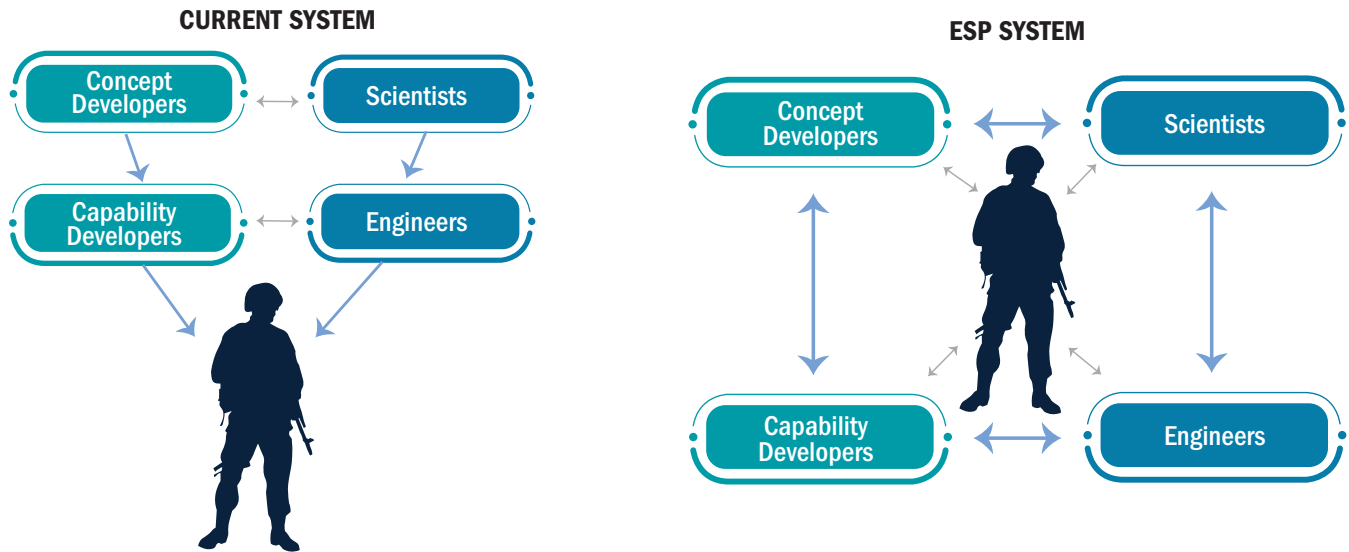 CURRENT SYSTEM
Concept
Developers
Scientists
Capability
Developers
Engineers
ESP SYSTEM
Concept
Developers
Scientists
Capability
Developers
Engineers